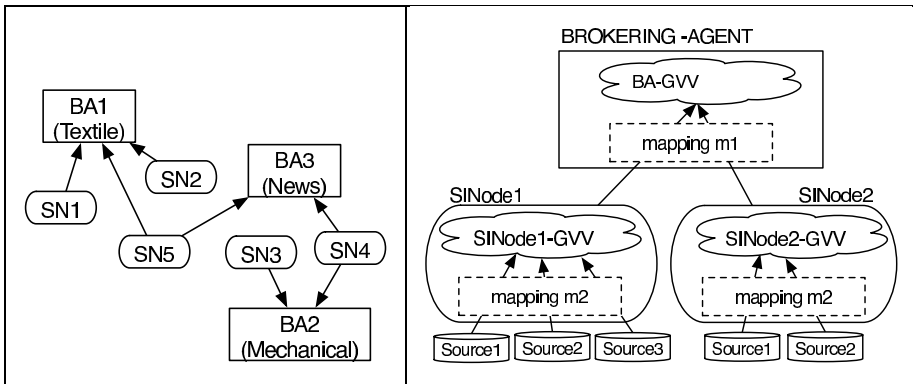 BA1
(Textile)
SN2
SN1
BA3
(News)
SN5
SN3
SN4
BA2
(Mechanical)
BROKERING -AGENT
BA-GVV
mapping m1
SINode1
SINode1-GVV
mapping m2
Source1
Source2
Source3
SINode2
SINode2-GVV
mapping m2
Source1
Source2